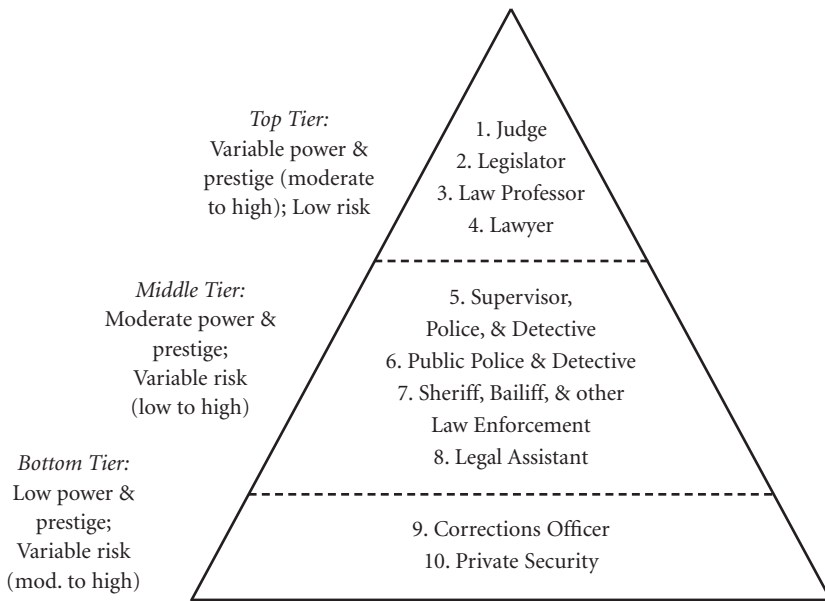 Top Tier:
Variable power &
prestige (moderate
to high); Low risk
1. Judge
2. Legislator
3. Law Professor
4. Lawyer
Middle Tier:
Moderate power &
prestige;
Variable risk
(low to high)
5. Supervisor,
Police, & Detective
6. Public Police & Detective
7. Sheriff, Bailiff, & other
Law Enforcement
8. Legal Assistant
Bottom Tier:
Low power &
prestige;
Variable risk
(mod. to high)
9. Corrections Officer
10. Private Security